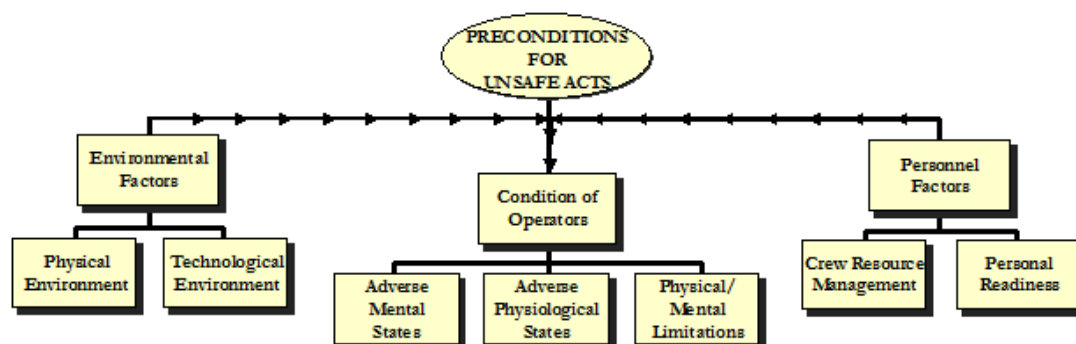 PRECONDITIONS
FOR
UNSAFE ACTS
Environmental
Factors
Condition of
Operators
Personnel
Factors
Physical
Environment
Technological
Environment
Adverse
Mental
States
Adverse
Physiological
States
Physical/
Mental
Limitations
Crew Resource
Management
Personal
Readiness